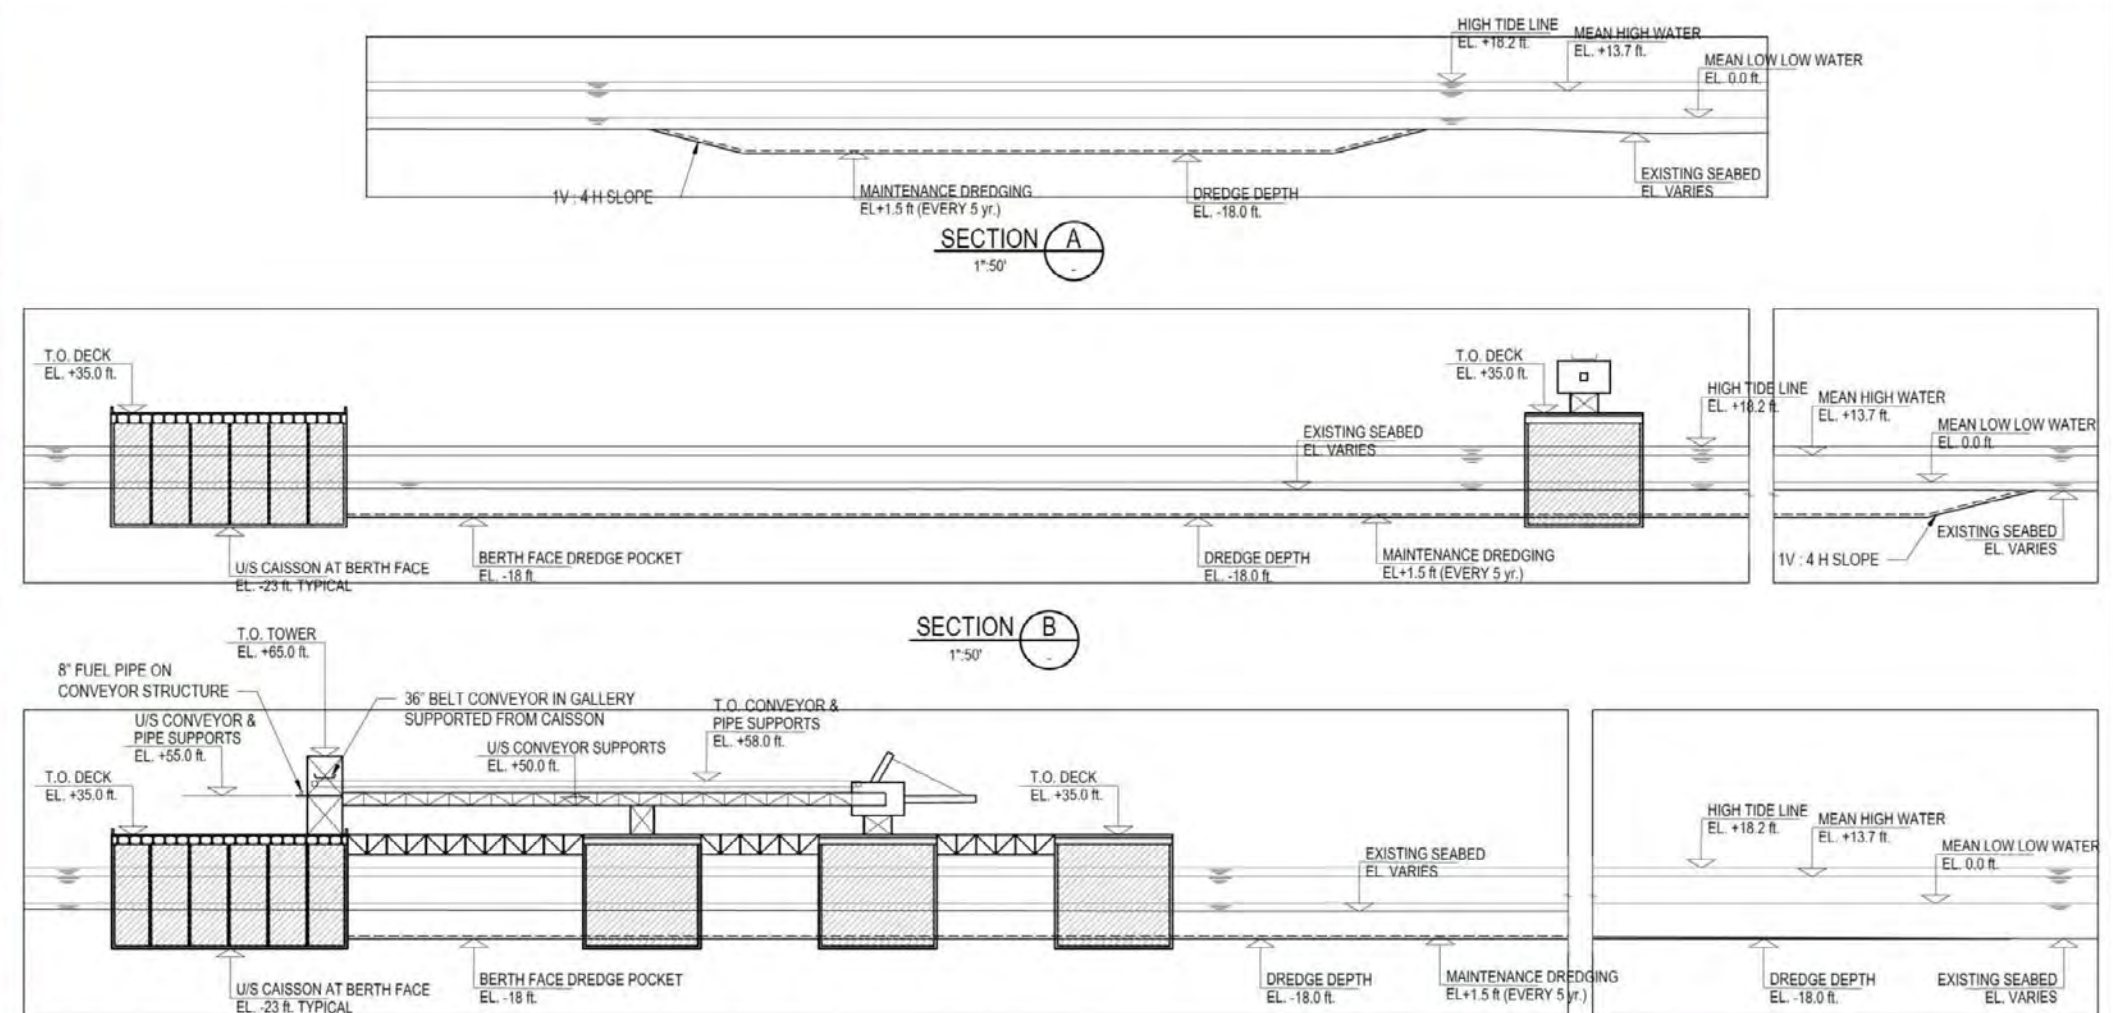 HIGH TIDE LINE
EL. +18.2 ft.
MEAN HIGH WATER
EL. +13.7 ft.
MEAN LOW LOW WATER
EL. 0.0 ft.
1V : 4 H SLOPE
MAINTENANCE DREDGING
EL+1.5 ft (EVERY 5 yr.)
DREDGE DEPTH
EL. -18.0 ft.
EXISTING SEABED
EL. VARIES
SECTION A
1":50'
-
T.O. DECK
EL. +35.0 ft.
T.O. DECK
EL. +35.0 ft.
HIGH TIDE LINE
EL. +18.2 ft.
MEAN HIGH WATER
EL. +13.7 ft.
MEAN LOW LOW WATER
EL. 0.0 ft.
EXISTING SEABED
EL. VARIES
U/S CAISSON AT BERTH FACE
EL. -23 ft. TYPICAL
BERTH FACE DREDGE POCKET
EL. -18 ft.
DREDGE DEPTH
EL. -18.0 ft.
MAINTENANCE DREDGING
EL+1.5 ft (EVERY 5 yr.)
1V : 4 H SLOPE
EXISTING SEABED
EL. VARIES
SECTION B
1":50'
-
T.O. TOWER
EL. +65.0 ft.
8" FUEL PIPE ON
CONVEYOR STRUCTURE
36" BELT CONVEYOR IN GALLERY
SUPPORTED FROM CAISSON
U/S CONVEYOR &
PIPE SUPPORTS
EL. +55.0 ft.
T.O. CONVEYOR &
PIPE SUPPORTS
EL. +58.0 ft.
U/S CONVEYOR SUPPORTS
EL. +50.0 ft.
T.O. DECK
EL. +35.0 ft.
T.O. DECK
EL. +35.0 ft.
HIGH TIDE LINE
EL. +18.2 ft.
MEAN HIGH WATER
EL. +13.7 ft.
MEAN LOW LOW WATER
EL. 0.0 ft.
EXISTING SEABED
EL. VARIES
U/S CAISSON AT BERTH FACE
EL. -23 ft. TYPICAL
BERTH FACE DREDGE POCKET
EL. -18 ft.
DREDGE DEPTH
EL. -18.0 ft.
MAINTENANCE DREDGING
EL+1.5 ft (EVERY 5 yr.)
DREDGE DEPTH
EL. -18.0 ft.
EXISTING SEABED
EL. VARIES